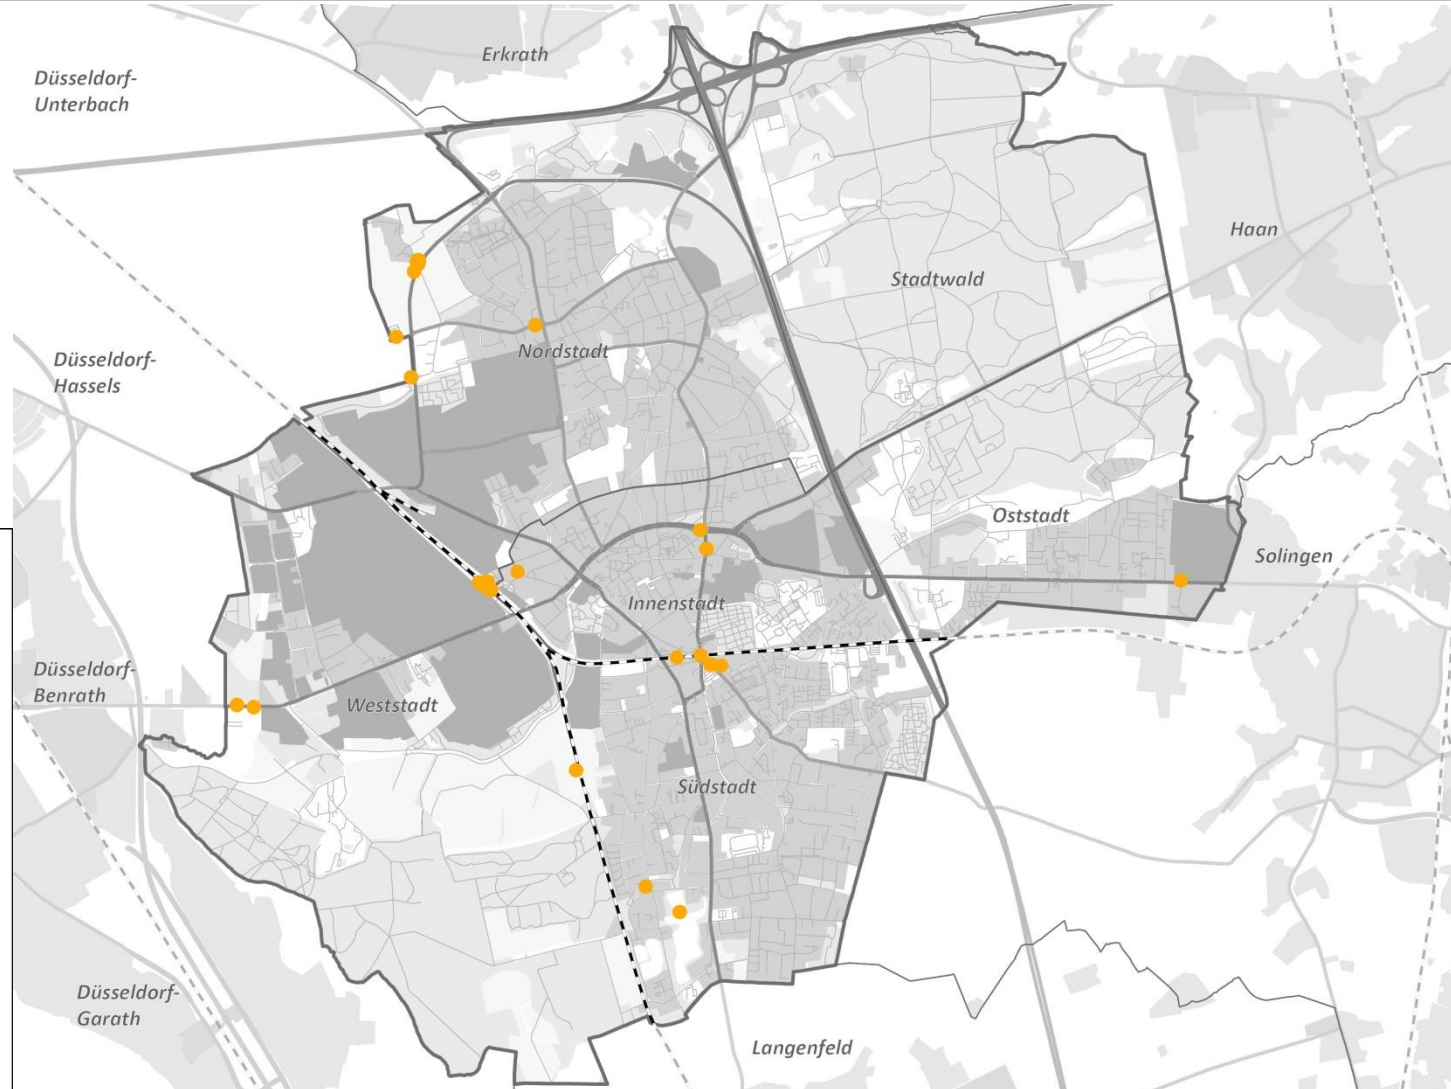 Erkrath
Düsseldorf-
Unterbach
Haan
Stadtwald
Nordstadt
Düsseldorf-
Hassels
Oststadt
Solingen
Innenstadt
Düsseldorf-
Benrath
Weststadt
Südstadt
Düsseldorf-
Garath
Langenfeld